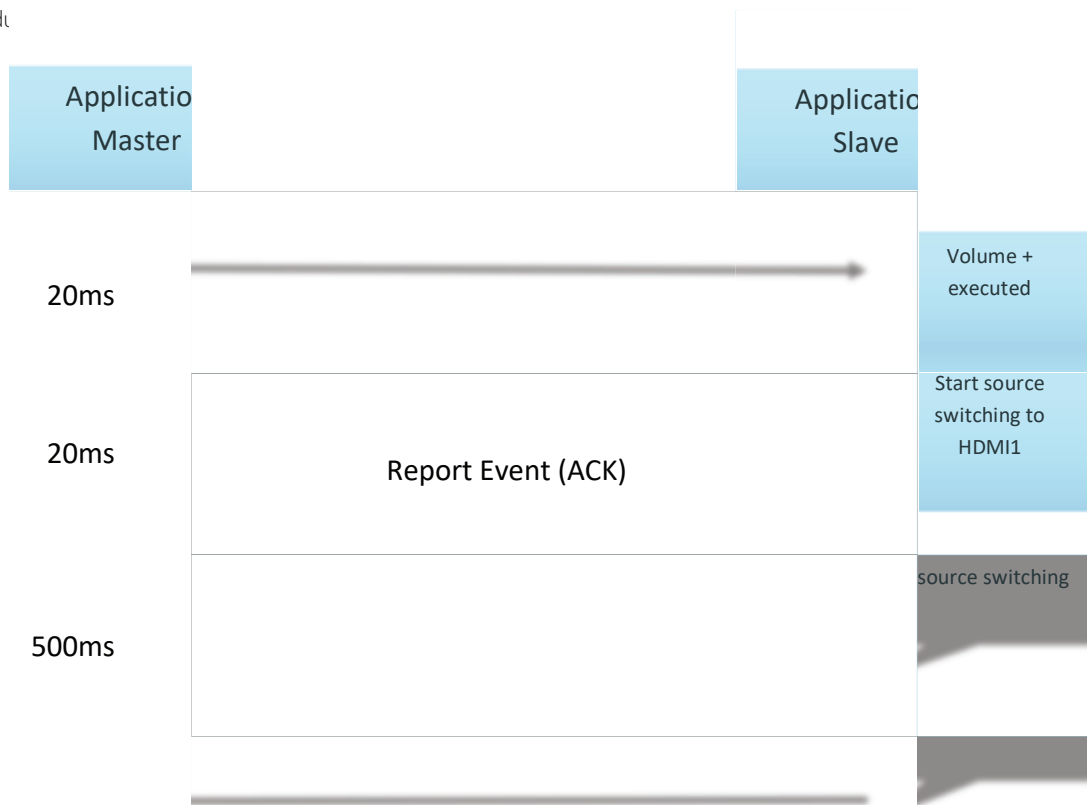 Applicatio
Master
Applicatio
Slave
20ms
Volume +
executed
20ms
Report Event (ACK)
Start source
switching to
HDMI1
500ms
source switching